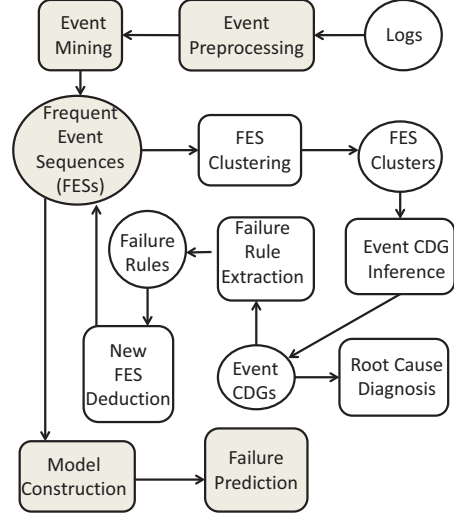 Event
Mining
Event
Preprocessing
Logs
Frequent
Event
Sequences
(FESs)
FES
Clustering
FES
Clusters
Failure
Rules
Failure
Rule
Extraction
Event CDG
Inference
New
FES
Deduction
Event
CDGs
Root Cause
Diagnosis
Model
Construction
Failure
Prediction